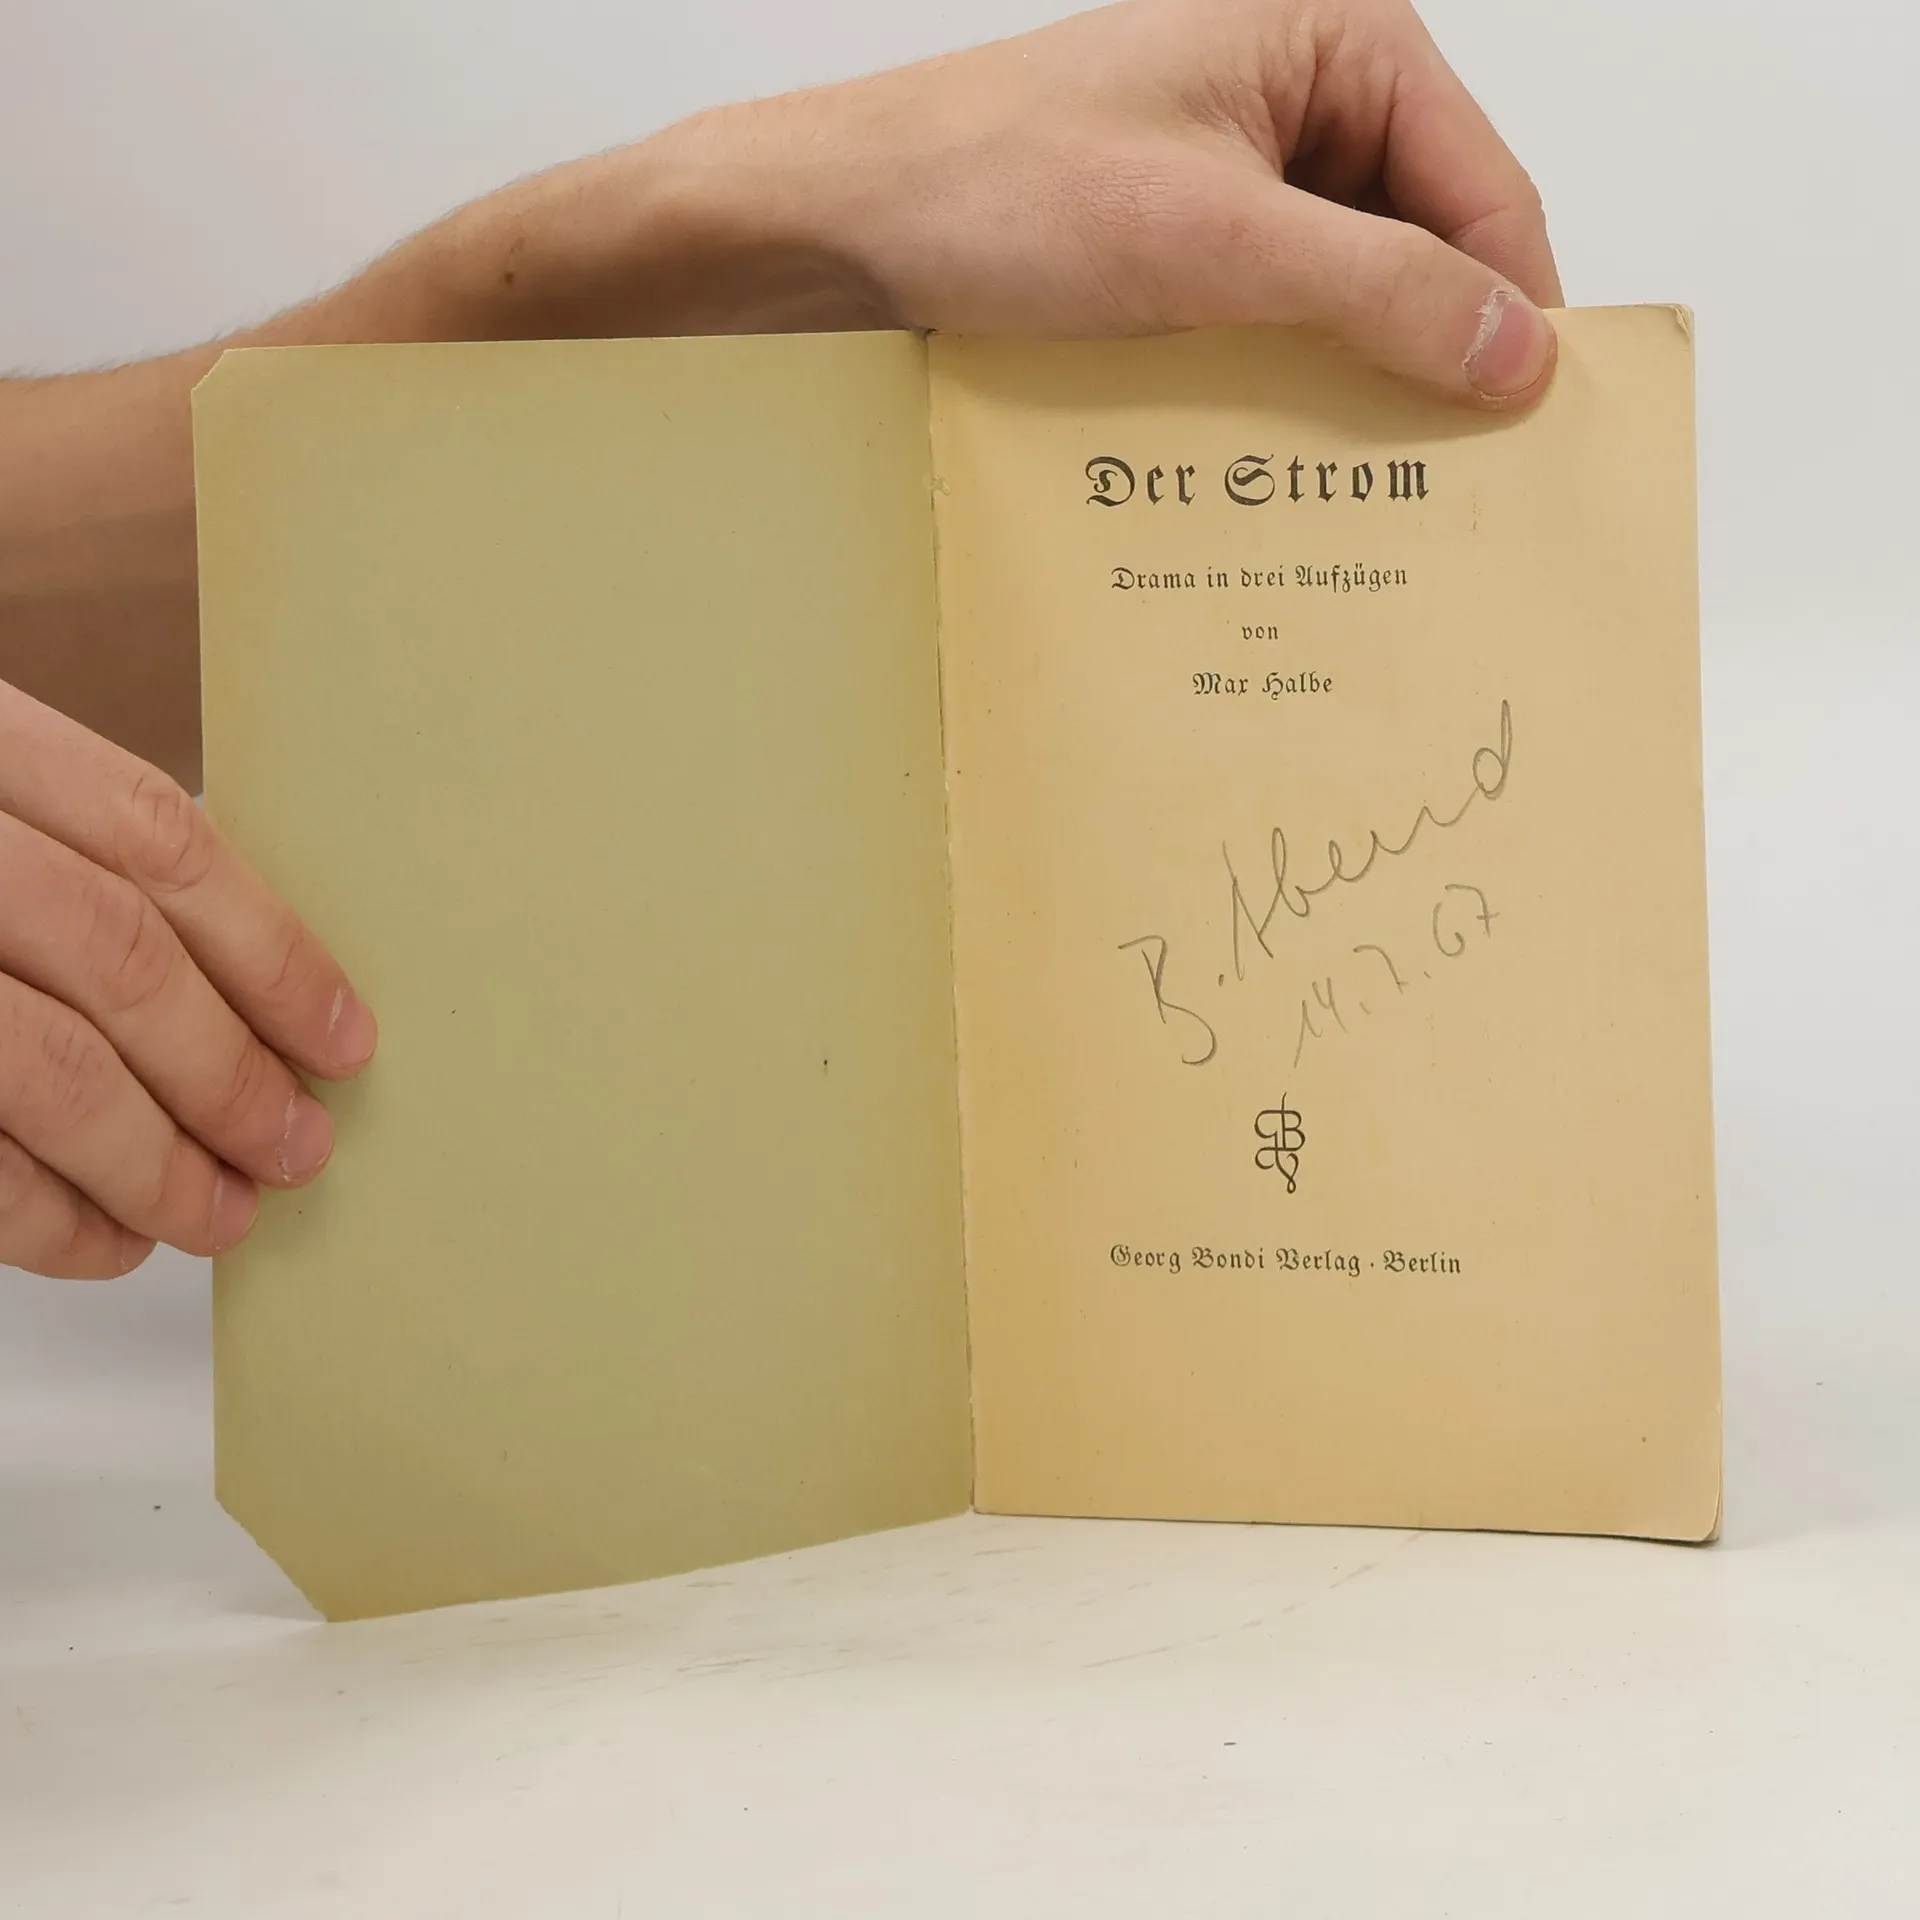 Der Strom
Drama in drei Aufzügen
von
Max Halbe
B. Abend
14.7.67
Georg Bondi Verlag · Berlin